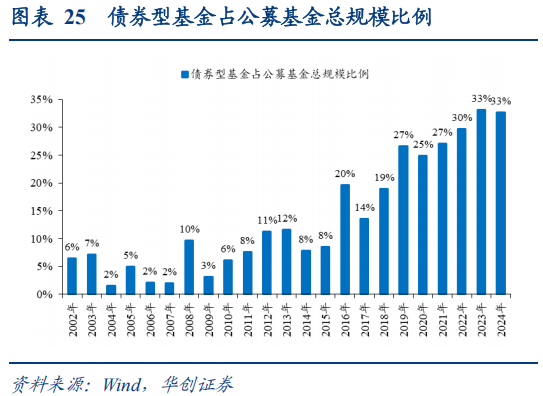 图表 25 债券型基金占公募基金总规模比例
债券型基金占公募基金总规模比例
35%
30%
25%
20%
15%
10%
5%
0%
6% 7% 2% 5% 2% 2% 10% 3% 6% 8% 11% 12% 8% 8% 20% 14% 19% 27% 25% 27% 30% 33% 33%
2002年 2003年 2004年 2005年 2006年 2007年 2008年 2009年 2010年 2011年 2012年 2013年 2014年 2015年 2016年 2017年 2018年 2019年 2020年 2021年 2022年 2023年 2024年
资料来源：Wind，华创证券